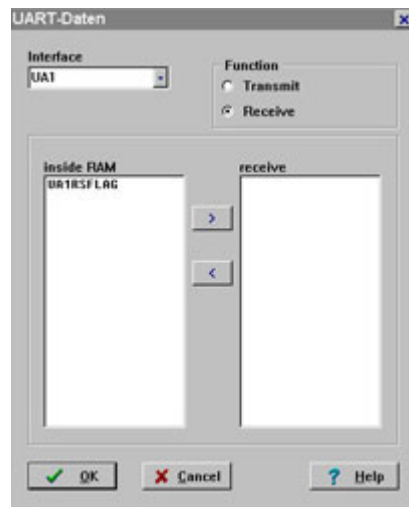 UART-Daten
Interface
UA1
Function
Transmit
Receive
inside RAM
UA1RSFLAG
receive
>
<
OK
Cancel
? Help